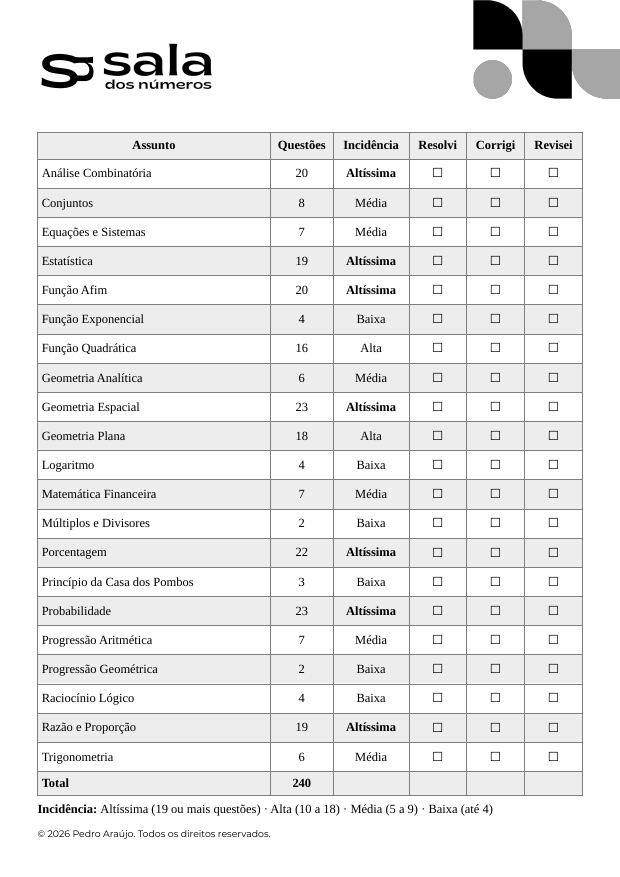 sala
dos números
Assunto Questões Incidência Resolvi Corrigi Revisei
Análise Combinatória 20 Altíssima ☐ ☐ ☐
Conjuntos 8 Média ☐ ☐ ☐
Equações e Sistemas 7 Média ☐ ☐ ☐
Estatística 19 Altíssima ☐ ☐ ☐
Função Afim 20 Altíssima ☐ ☐ ☐
Função Exponencial 4 Baixa ☐ ☐ ☐
Função Quadrática 16 Alta ☐ ☐ ☐
Geometria Analítica 6 Média ☐ ☐ ☐
Geometria Espacial 23 Altíssima ☐ ☐ ☐
Geometria Plana 18 Alta ☐ ☐ ☐
Logaritmo 4 Baixa ☐ ☐ ☐
Matemática Financeira 7 Média ☐ ☐ ☐
Múltiplos e Divisores 2 Baixa ☐ ☐ ☐
Porcentagem 22 Altíssima ☐ ☐ ☐
Princípio da Casa dos Pombos 3 Baixa ☐ ☐ ☐
Probabilidade 23 Altíssima ☐ ☐ ☐
Progressão Aritmética 7 Média ☐ ☐ ☐
Progressão Geométrica 2 Baixa ☐ ☐ ☐
Raciocínio Lógico 4 Baixa ☐ ☐ ☐
Razão e Proporção 19 Altíssima ☐ ☐ ☐
Trigonometria 6 Média ☐ ☐ ☐
Total 240
Incidência: Altíssima (19 ou mais questões) · Alta (10 a 18) · Média (5 a 9) · Baixa (até 4)
© 2026 Pedro Araújo. Todos os direitos reservados.